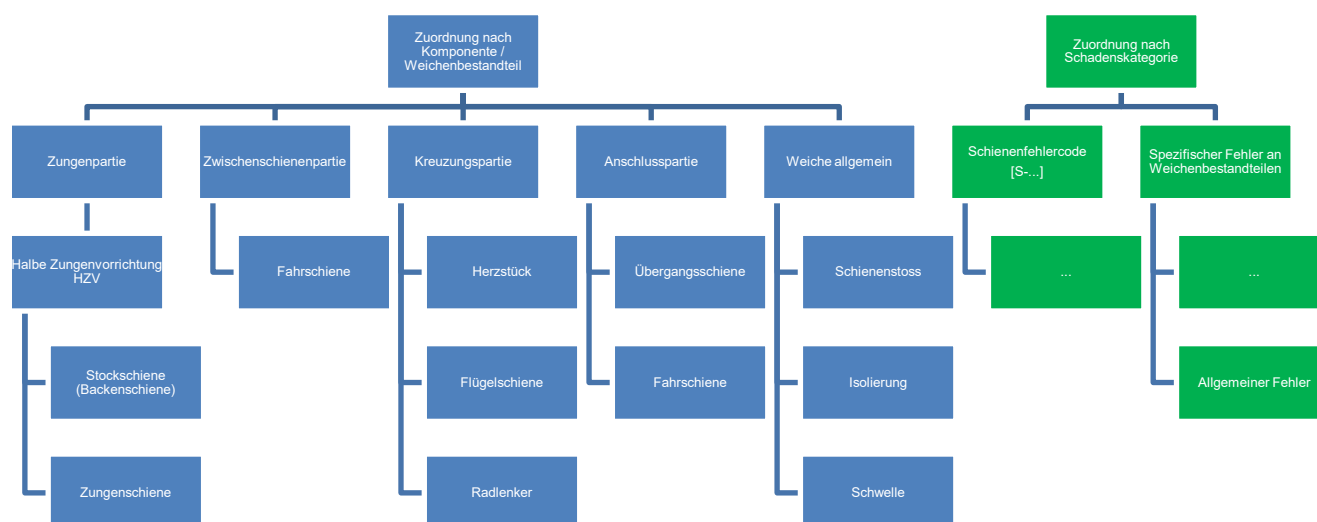 Zuordnung nach
Komponente /
Weichenbestandteil
Zuordnung nach
Schadenskategorie
Zungenpartie
Zwischenschienenpartie
Kreuzungspartie
Anschlusspartie
Weiche allgemein
Schienenfehlercode
[S-...]
Spezifischer Fehler an
Weichenbestandteilen
Halbe Zungenvorrichtung
HZV
Fahrschiene
Herzstück
Übergangsschiene
Schienenstoss
...
...
Stockschiene
(Backenschiene)
Flügelschiene
Fahrschiene
Isolierung
Allgemeiner Fehler
Zungenschiene
Radlenker
Schwelle